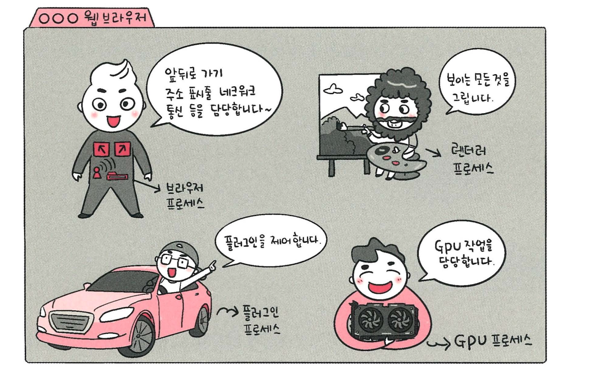 OOO 웹 브라우저
앞뒤로 가기
주소 표시줄 네트워크
통신 등을 담당합니다~
브라우저
프로세스
보이는 모든 것을
그립니다.
렌더러
프로세스
플러그인을 제어합니다.
플러그인
프로세스
GPU 작업을
담당합니다.
GPU 프로세스